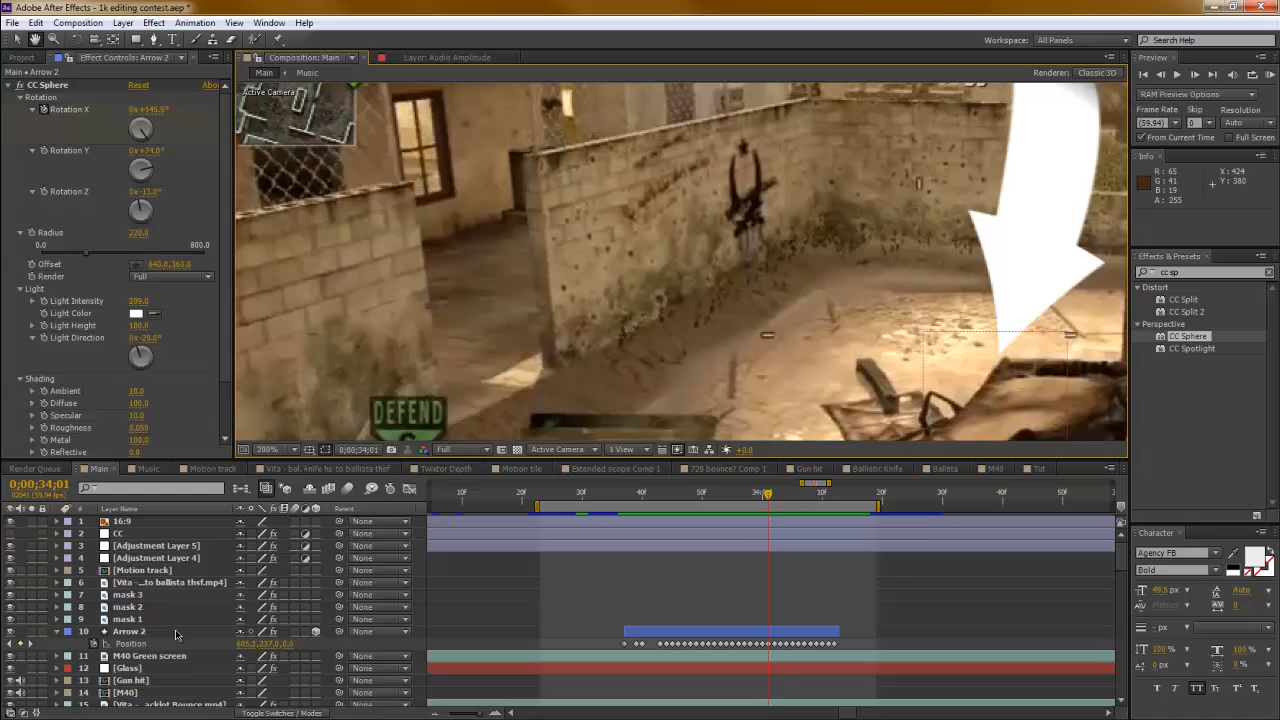 Adobe After Effects - 1k editing contest.aep *
File Edit Composition Layer Effect Animation View Window Help
Workspace: All Panels Search Help
Project Effect Controls: Arrow 2 Composition: Main Layer: Audio Amplitude Preview
Main • Arrow 2 Main Music Renderer: Classic 3D
CC Sphere Reset Abo
Active Camera
Rotation
Rotation X 0x+145.5°
Rotation Y 0x+74.0°
Rotation Z 0x-13.0°
Radius 220.0
0.0 800.0
Offset 640.0,360.0
Render Full
Light
Light Intensity 209.0
Light Color
Light Height 100.0
Light Direction 0x-20.0°
Shading
Ambient 10.0
Diffuse 100.0
Specular 10.0
Roughness 0.050
Metal 100.0
Reflective 0.0
DEFEND
200% 0;00;34;01 Full Active Camera 1 View +0.0
RAM Preview Options
Frame Rate Skip Resolution
(59.94) 0 Auto
From Current Time Full Screen
Info
R: 65 X: 424
G: 41 Y: 380
B: 19
A: 255
Effects & Presets
cc sp
Distort
CC Split
CC Split 2
Perspective
CC Sphere
CC Spotlight
Character
Agency FB
Bold
49.5 px Auto
Metrics 0
- px
100 % 100 %
0 px 0 %
T T TT Tt T T
Render Queue Main Music Motion track Vita - bal. knife hs to ballista thsf Twixtor Depth Motion tile Extended scope Comp 1 720 bounce? Comp 1 Gun hit Ballistic Knife Ballista M40 Tut
0;00;34;01
02041 (59.94 fps)
10f 20f 30f 40f 50f 34:0 10f 20f 30f 40f 50f
# Layer Name Parent
1 16:9 None
2 CC None
3 [Adjustment Layer 5] None
4 [Adjustment Layer 4] None
5 [Motion track] None
6 [Vita -...to ballista thsf.mp4] None
7 mask 3 None
8 mask 2 None
9 mask 1 None
10 Arrow 2 None
Position 605.3,237.0,0.0
11 M40 Green screen None
12 [Glass] None
13 [Gun hit] None
14 [M40] None
Toggle Switches / Modes